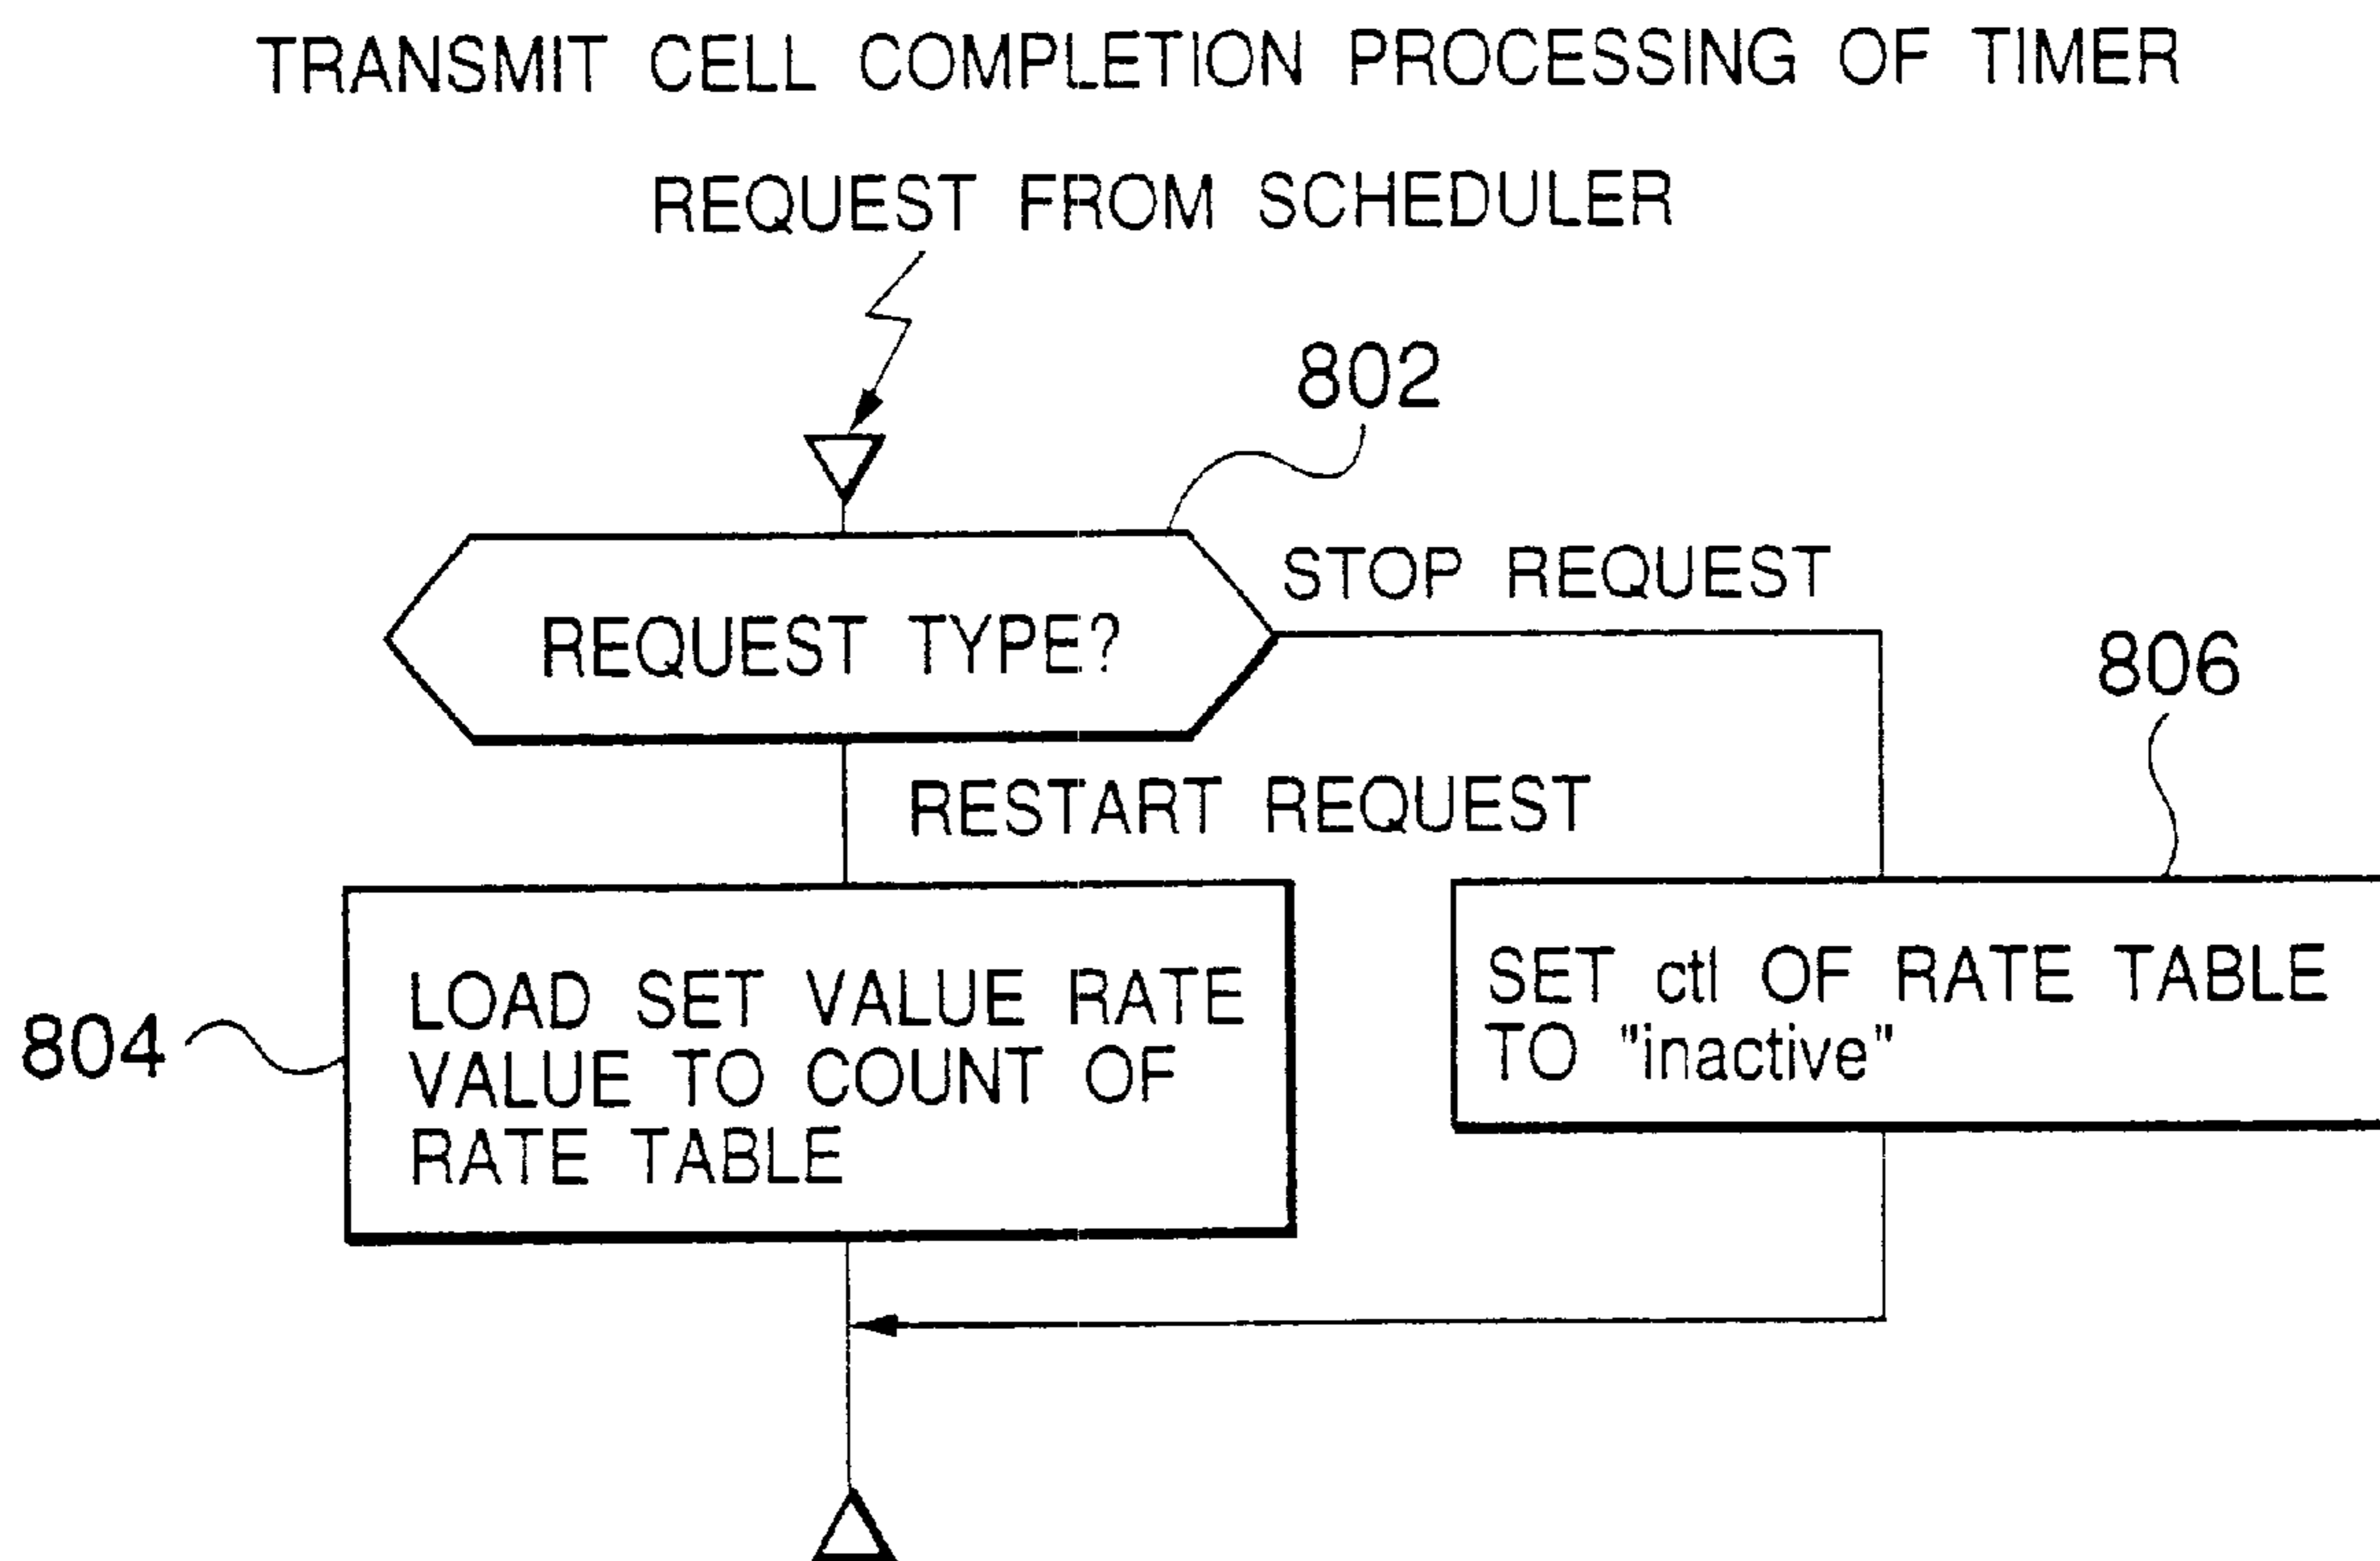 TRANSMIT CELL COMPLETION PROCESSING OF TIMER
REQUEST FROM SCHEDULER
802
STOP REQUEST
REQUEST TYPE?
806
RESTART REQUEST
LOAD SET VALUE RATE
VALUE TO COUNT OF
RATE TABLE
804
SET ctl OF RATE TABLE
TO "inactive"